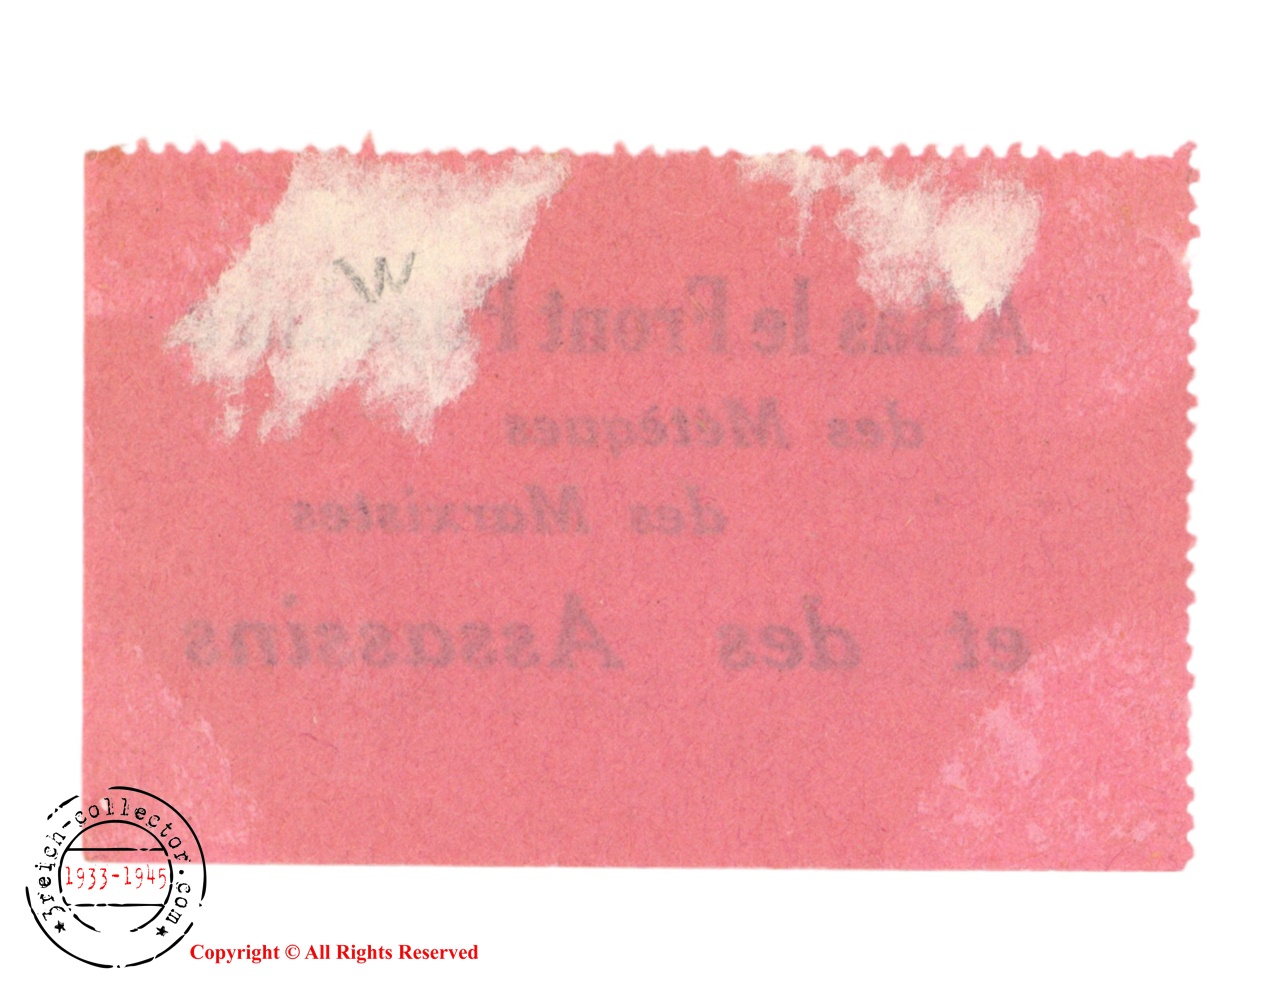 W
A Bas le Front
des Métèques
des Marxistes
et des Assassins
3reich-collector.com
1933-1945
Copyright © All Rights Reserved